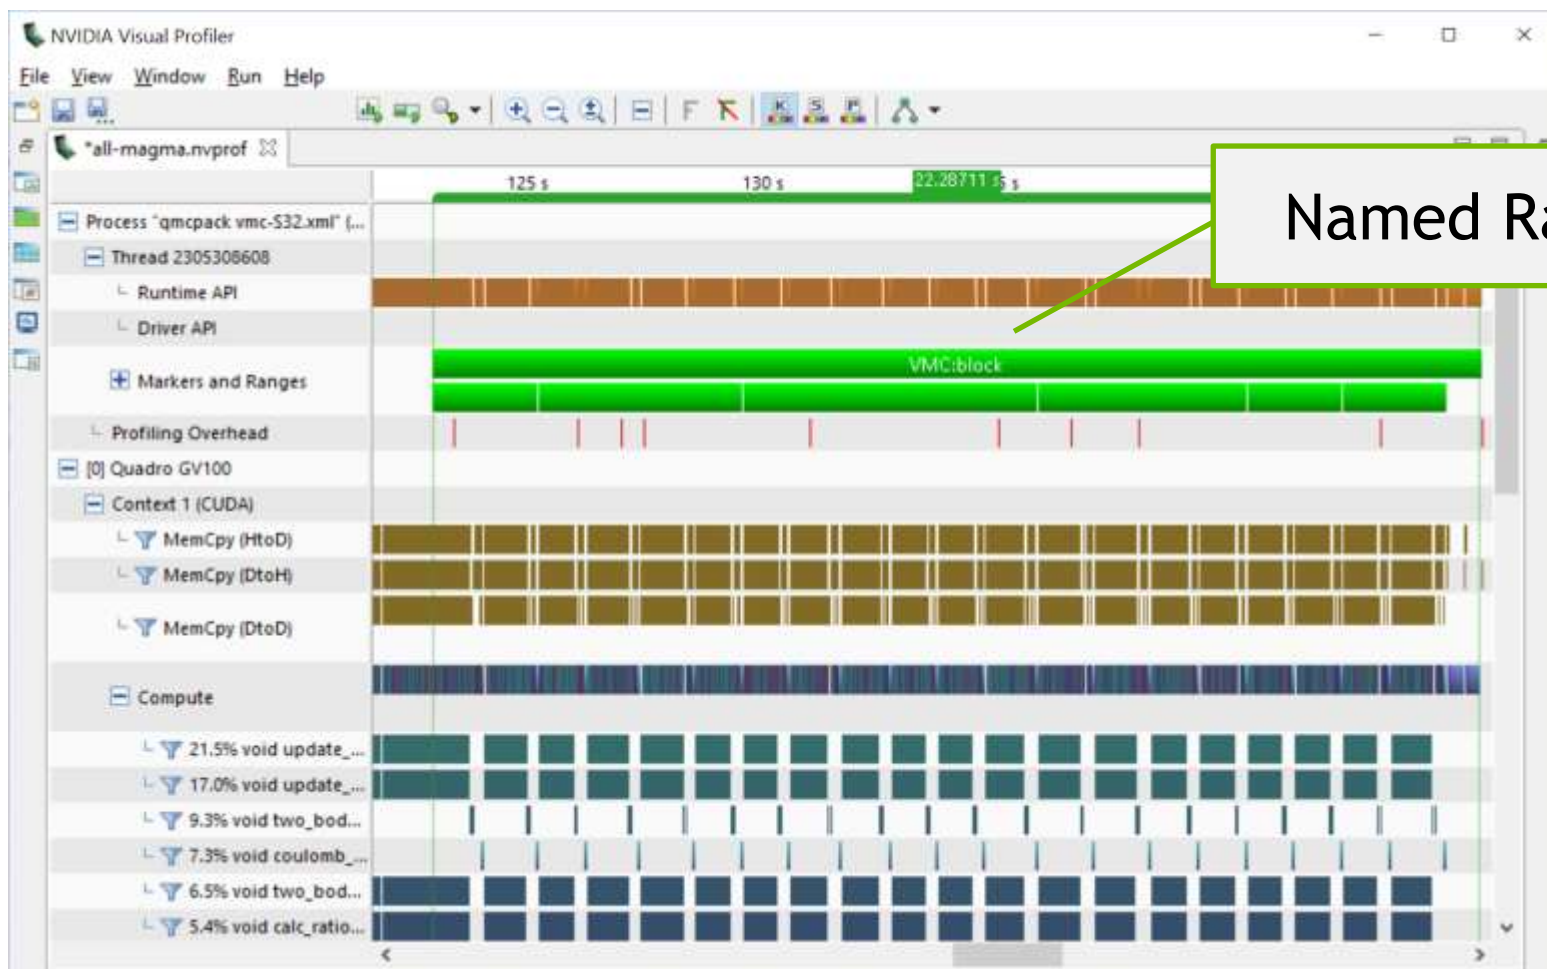 NVIDIA Visual Profiler
File View Window Run Help
*all-magma.nvprof
125 s 130 s 22.28711 s s
Named Ra
Process "qmcpack vmc-S32.xml" (...
Thread 2305308608
Runtime API
Driver API
VMC:block
Markers and Ranges
Profiling Overhead
[0] Quadro GV100
Context 1 (CUDA)
MemCpy (HtoD)
MemCpy (DtoH)
MemCpy (DtoD)
Compute
21.5% void update_...
17.0% void update_...
9.3% void two_bod...
7.3% void coulomb_...
6.5% void two_bod...
5.4% void calc_ratio...